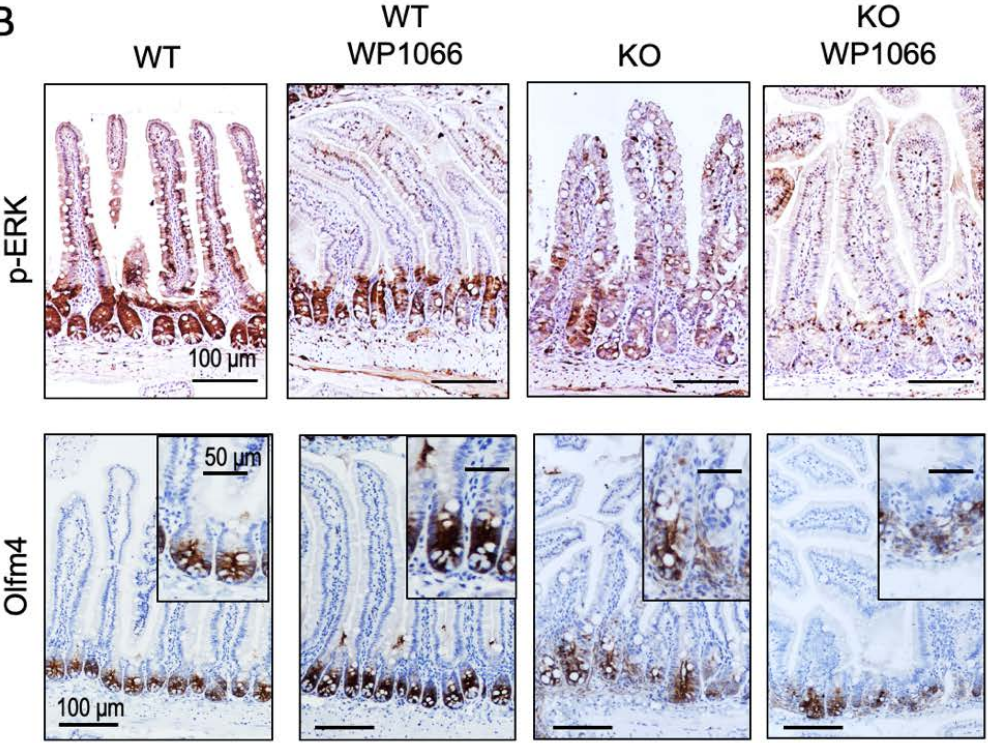 B
WT
WT
WP1066
KO
KO
WP1066
p-ERK
100 μm
Olfm4
50 μm
100 μm